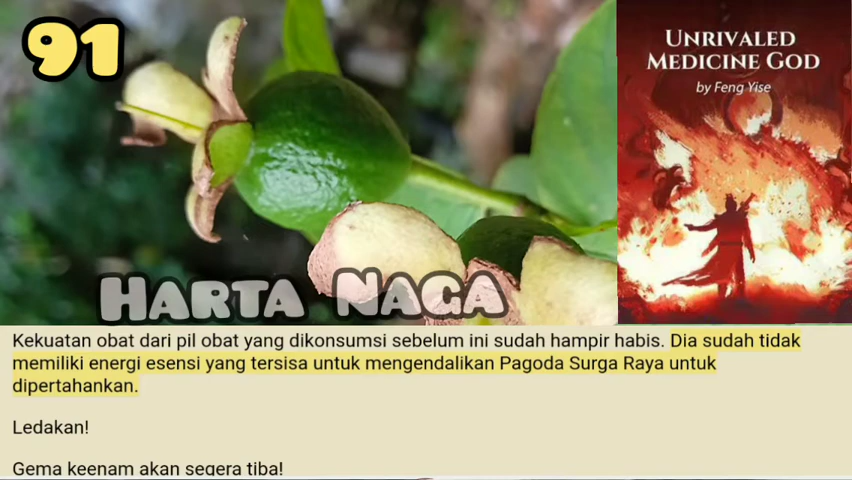 91
UNRIVALED
MEDICINE GOD
by Feng Yise
HARTA NAGA
Kekuatan obat dari pil obat yang dikonsumsi sebelum ini sudah hampir habis. Dia sudah tidak
memiliki energi esensi yang tersisa untuk mengendalikan Pagoda Surga Raya untuk
dipertahankan.
Ledakan!
Gema keenam akan segera tiba!